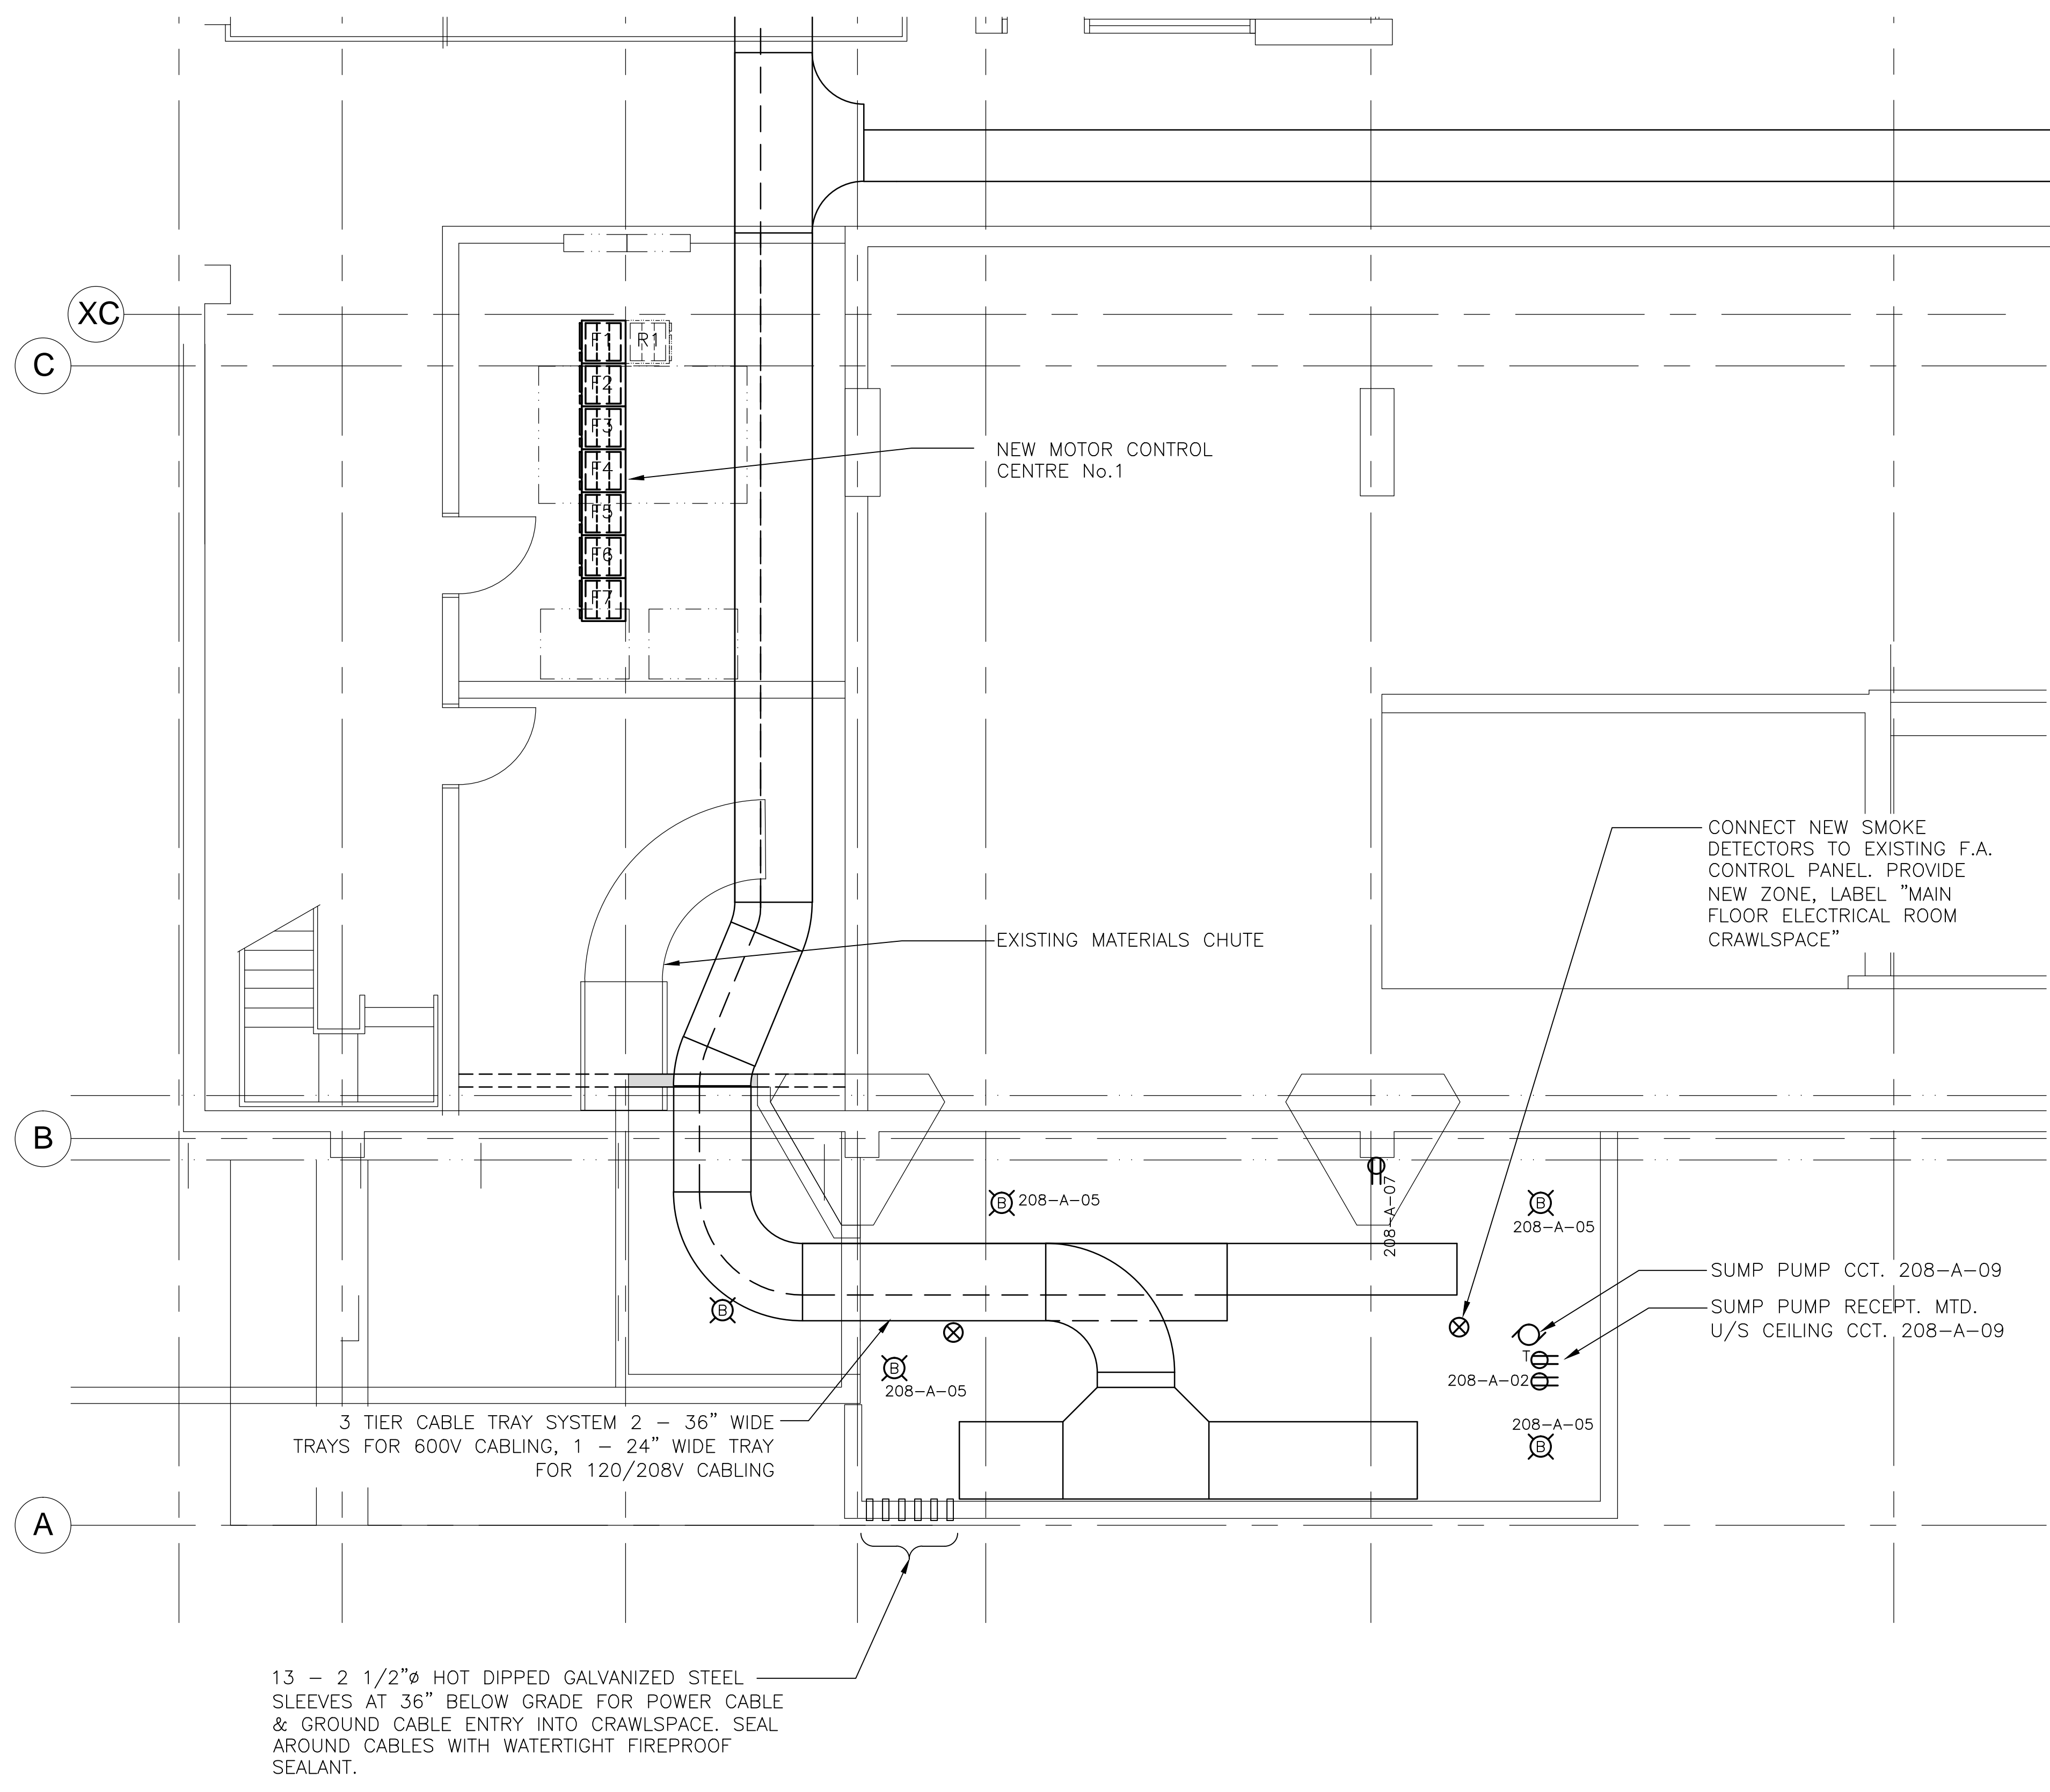 XC
C
F1 R1
F2
F3
F4
F5
F6
F7
NEW MOTOR CONTROL
CENTRE No.1
CONNECT NEW SMOKE
DETECTORS TO EXISTING F.A.
CONTROL PANEL. PROVIDE
NEW ZONE, LABEL "MAIN
FLOOR ELECTRICAL ROOM
CRAWLSPACE"
EXISTING MATERIALS CHUTE
B
B 208-A-05
208-A-07
B
208-A-05
SUMP PUMP CCT. 208-A-09
SUMP PUMP RECEPT. MTD.
U/S CEILING CCT. 208-A-09
B
B
208-A-05
T
208-A-02
208-A-05
B
3 TIER CABLE TRAY SYSTEM 2 - 36" WIDE
TRAYS FOR 600V CABLING, 1 - 24" WIDE TRAY
FOR 120/208V CABLING
A
13 - 2 1/2"ø HOT DIPPED GALVANIZED STEEL
SLEEVES AT 36" BELOW GRADE FOR POWER CABLE
& GROUND CABLE ENTRY INTO CRAWLSPACE. SEAL
AROUND CABLES WITH WATERTIGHT FIREPROOF
SEALANT.